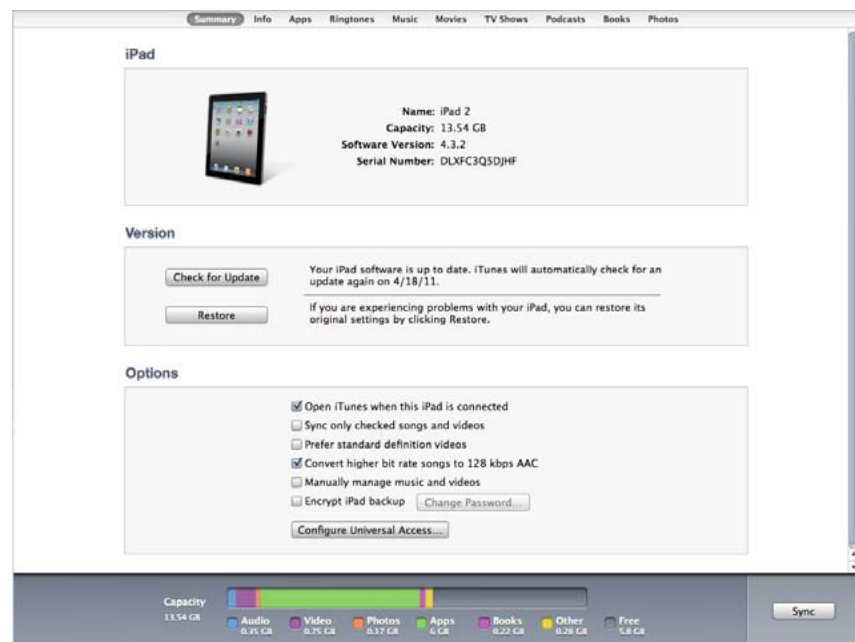 Summary Info Apps Ringtones Music Movies TV Shows Podcasts Books Photos
iPad
Name: iPad 2
Capacity: 13.54 GB
Software Version: 4.3.2
Serial Number: DLXFC3Q5DJHF
Version
Check for Update
Your iPad software is up to date. iTunes will automatically check for an
update again on 4/18/11.
Restore
If you are experiencing problems with your iPad, you can restore its
original settings by clicking Restore.
Options
Open iTunes when this iPad is connected
Sync only checked songs and videos
Prefer standard definition videos
Convert higher bit rate songs to 128 kbps AAC
Manually manage music and videos
Encrypt iPad backup Change Password...
Configure Universal Access...
Capacity
13.54 GB
Audio Video Photos Apps Books Other Free
0.35 GB 0.75 GB 0.17 GB 6 GB 0.22 GB 0.28 GB 5.8 GB
Sync